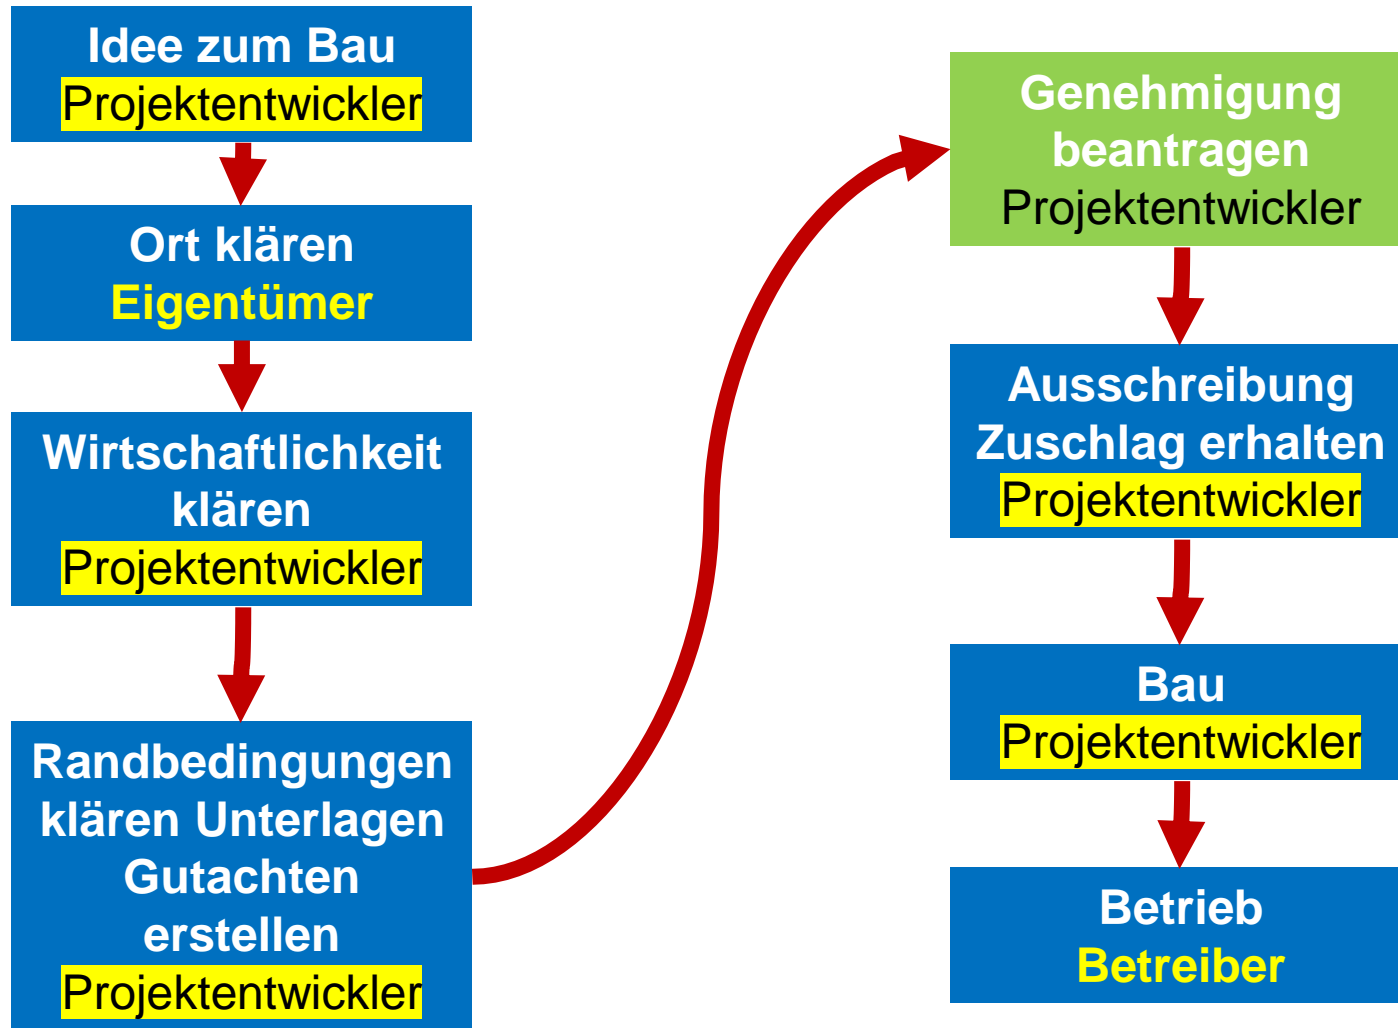 Idee zum Bau
Projektentwickler
Ort klären
Eigentümer
Wirtschaftlichkeit
klären
Projektentwickler
Randbedingungen
klären Unterlagen
Gutachten
erstellen
Projektentwickler
Genehmigung
beantragen
Projektentwickler
Ausschreibung
Zuschlag erhalten
Projektentwickler
Bau
Projektentwickler
Betrieb
Betreiber